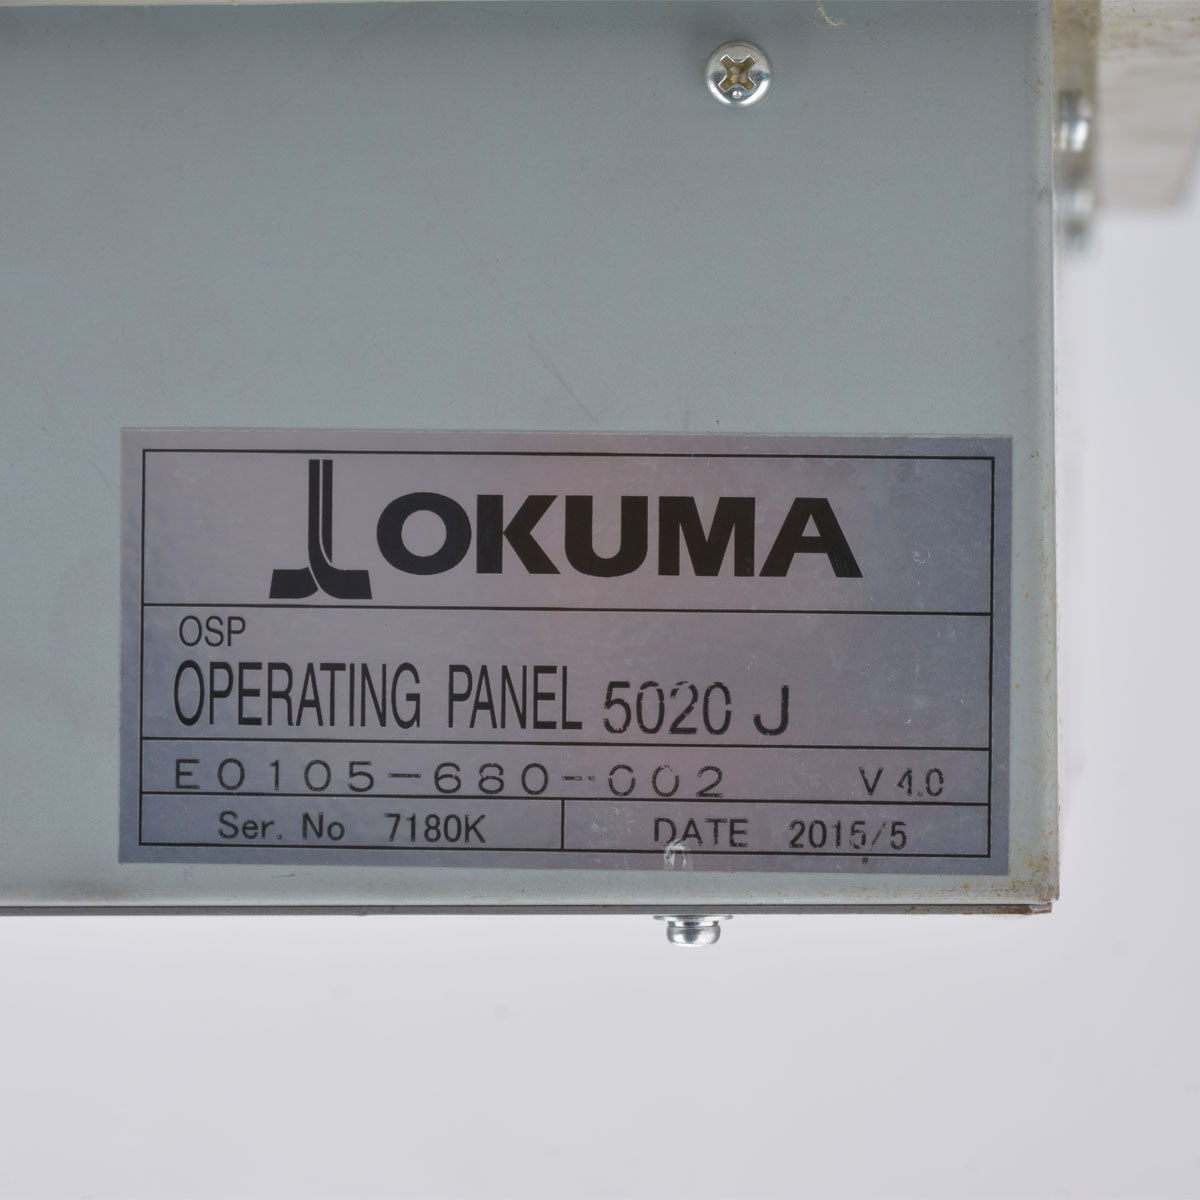 OKUMA
OSP
OPERATING PANEL 5020 J
E0105-680-002 V4.0
Ser. No 7180K DATE 2015/5